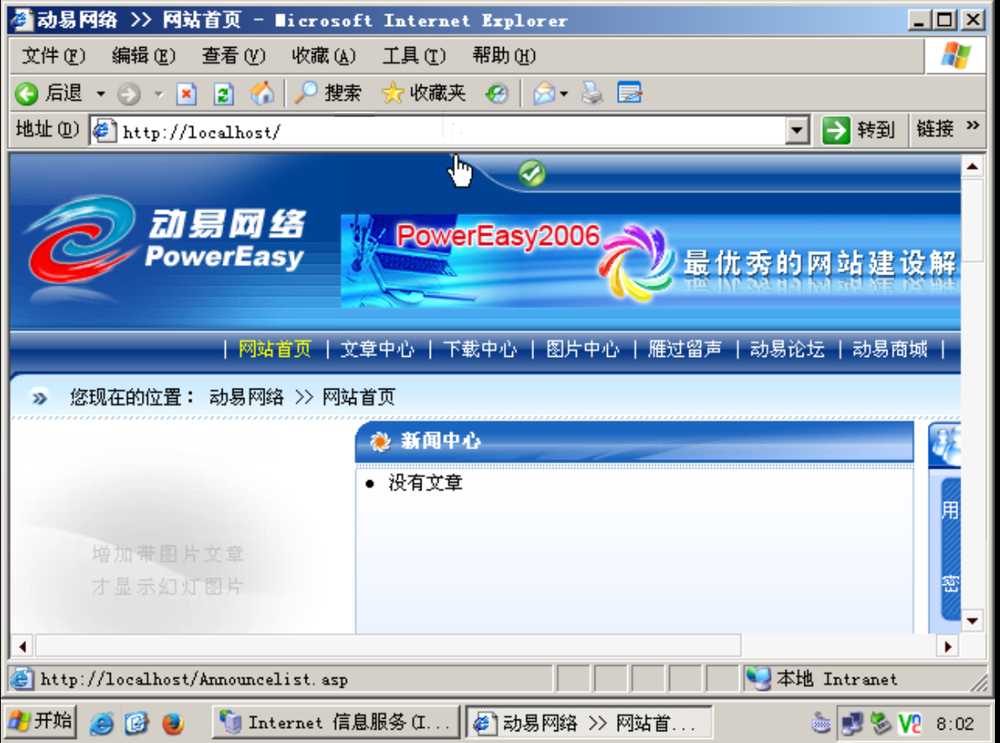 动易网络 >> 网站首页 - Microsoft Internet Explorer
文件(F) 编辑(E) 查看(V) 收藏(A) 工具(T) 帮助(H)
后退 搜索 收藏夹
地址(D) http://localhost/ 转到 链接 »
动易网络
PowerEasy
PowerEasy2006
最优秀的网站建设解
| 网站首页 | 文章中心 | 下载中心 | 图片中心 | 雁过留声 | 动易论坛 | 动易商城 |
您现在的位置： 动易网络 >> 网站首页
新闻中心
● 没有文章
用
增加带图片文章
才显示幻灯图片
密
http://localhost/Announcelist.asp 本地 Intranet
开始 Internet 信息服务(I... 动易网络 >> 网站首... 8:02